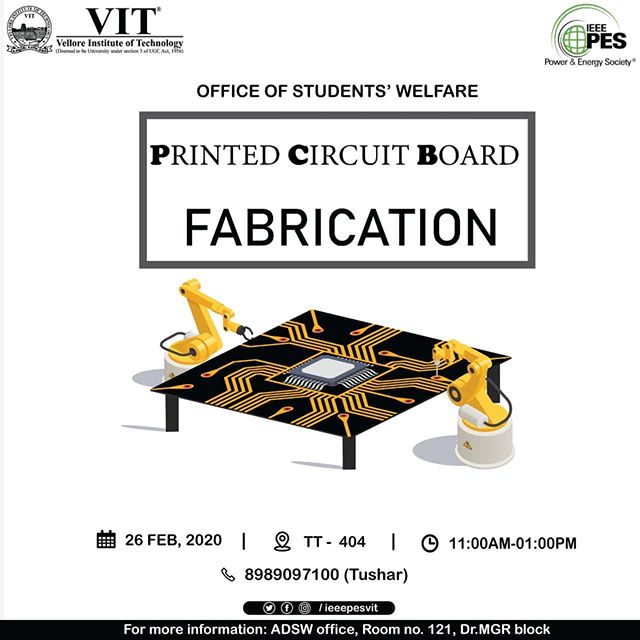 VIT®
Vellore Institute of Technology
(Deemed to be University under section 3 of UGC Act, 1956)
IEEE
PES
Power & Energy Society®
OFFICE OF STUDENTS’ WELFARE
PRINTED CIRCUIT BOARD
FABRICATION
26 FEB, 2020 | TT - 404 | 11:00AM-01:00PM
8989097100 (Tushar)
/ieeepesvit
For more information: ADSW office, Room no. 121, Dr.MGR block